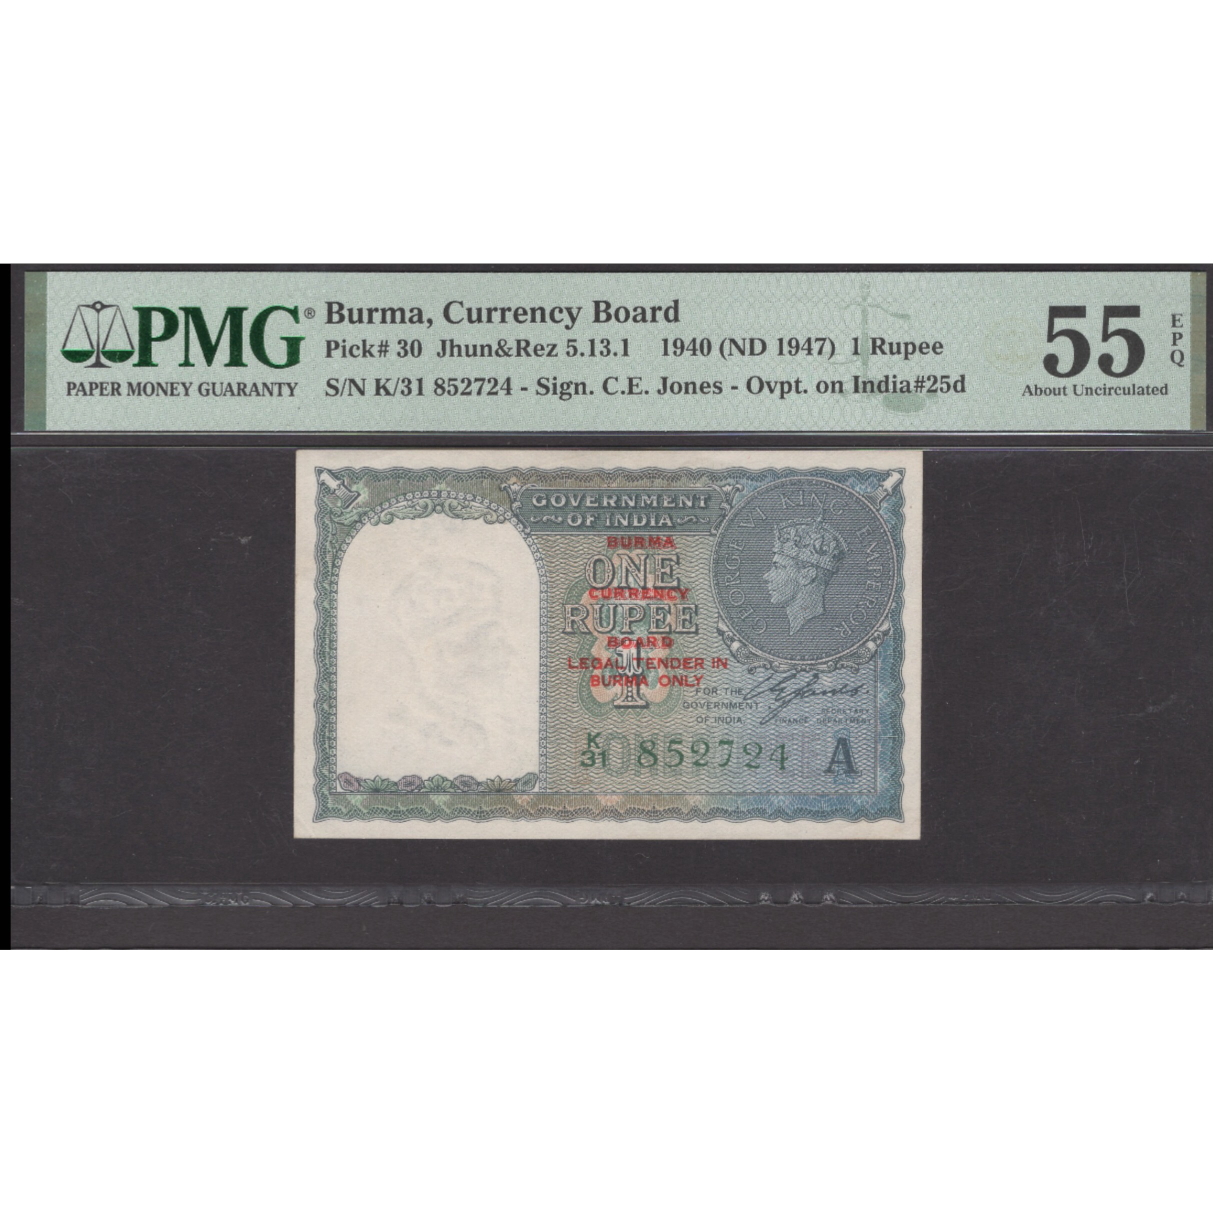 PMG®
PAPER MONEY GUARANTY
Burma, Currency Board
Pick# 30 Jhun&Rez 5.13.1 1940 (ND 1947) 1 Rupee
S/N K/31 852724 - Sign. C.E. Jones - Ovpt. on India#25d
55
EPQ
About Uncirculated
1
GOVERNMENT
OF INDIA
1
GEORGE VI KING EMPEROR
BURMA
ONE
CURRENCY
RUPEE
BOARD
1
LEGAL TENDER IN
BURMA ONLY
FOR THE
GOVERNMENT
OF INDIA
SECRETARY
FINANCE DEPARTMENT
K
31 852724 A